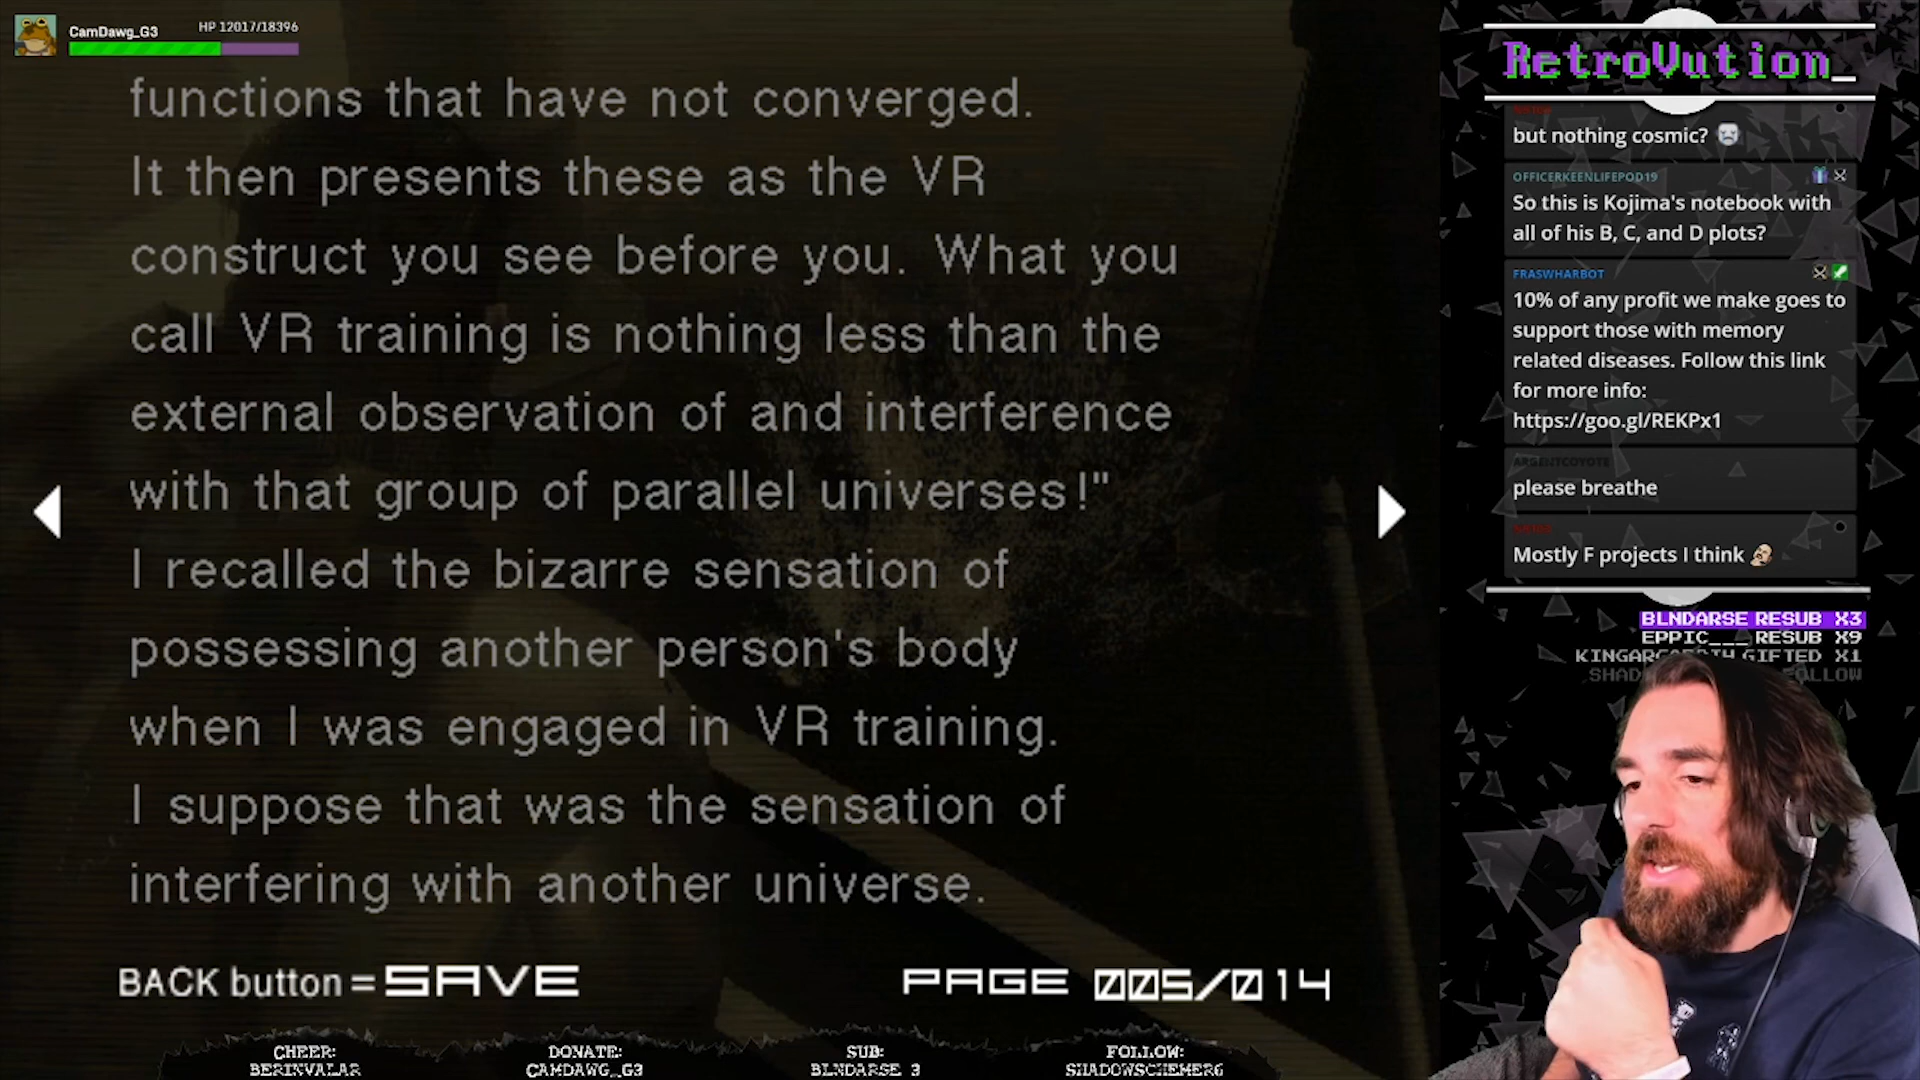 CamDawg_G3
HP 12017/18396
functions that have not converged.
It then presents these as the VR
construct you see before you. What you
call VR training is nothing less than the
external observation of and interference
with that group of parallel universes!"
I recalled the bizarre sensation of
possessing another person's body
when I was engaged in VR training.
I suppose that was the sensation of
interfering with another universe.
BACK button = SAVE
PAGE 005/014
CHEER:
BERINVALAR
DONATE:
CAMDAWG_G3
SUB:
BLNDARSE 3
FOLLOW:
SHADOWSCHEMER6
RetroVution_
but nothing cosmic?
OFFICERKEENLIFEPOD19
So this is Kojima's notebook with
all of his B, C, and D plots?
FRASWHARBOT
10% of any profit we make goes to
support those with memory
related diseases. Follow this link
for more info:
https://goo.gl/REKPx1
ARGENTCOYOTE
please breathe
Mostly F projects I think
BLNDARSE RESUB X3
EPPIC___ RESUB X9
GIFTED X1